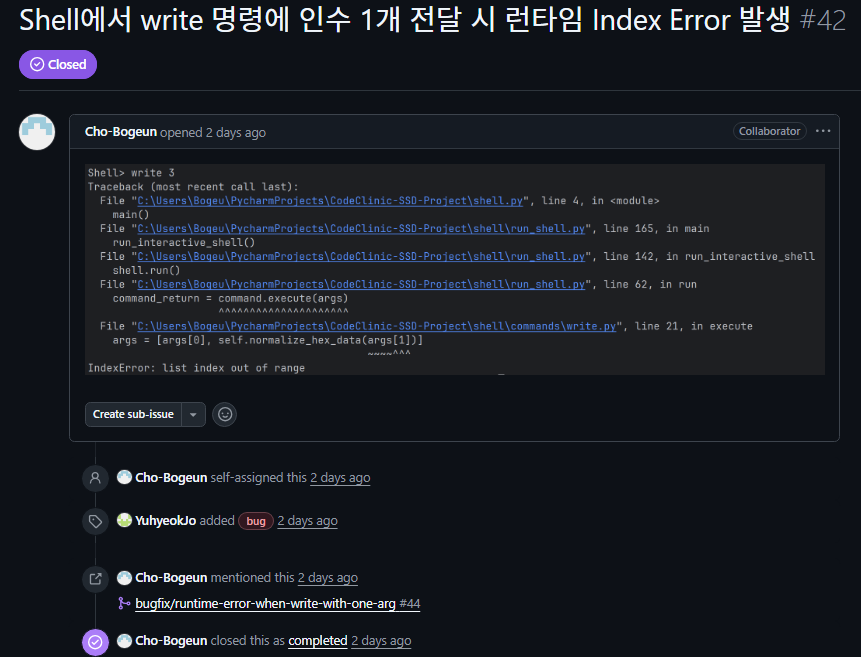 Shell에서 write 명령에 인수 1개 전달 시 런타임 Index Error 발생 #42
Closed
Cho-Bogeun opened 2 days ago
Collaborator
Shell> write 3
Traceback (most recent call last):
File "C:\Users\Bogeu\PycharmProjects\CodeClinic-SSD-Project\shell.py", line 4, in <module>
main()
File "C:\Users\Bogeu\PycharmProjects\CodeClinic-SSD-Project\shell\run_shell.py", line 165, in main
run_interactive_shell()
File "C:\Users\Bogeu\PycharmProjects\CodeClinic-SSD-Project\shell\run_shell.py", line 142, in run_interactive_shell
shell.run()
File "C:\Users\Bogeu\PycharmProjects\CodeClinic-SSD-Project\shell\run_shell.py", line 62, in run
command_return = command.execute(args)
^^^^^^^^^^^^^^^^^^^^^
File "C:\Users\Bogeu\PycharmProjects\CodeClinic-SSD-Project\shell\commands\write.py", line 21, in execute
args = [args[0], self.normalize_hex_data(args[1])]
~~~~^^^
IndexError: list index out of range
Create sub-issue
Cho-Bogeun self-assigned this 2 days ago
YuhyeokJo added bug 2 days ago
Cho-Bogeun mentioned this 2 days ago
bugfix/runtime-error-when-write-with-one-arg #44
Cho-Bogeun closed this as completed 2 days ago